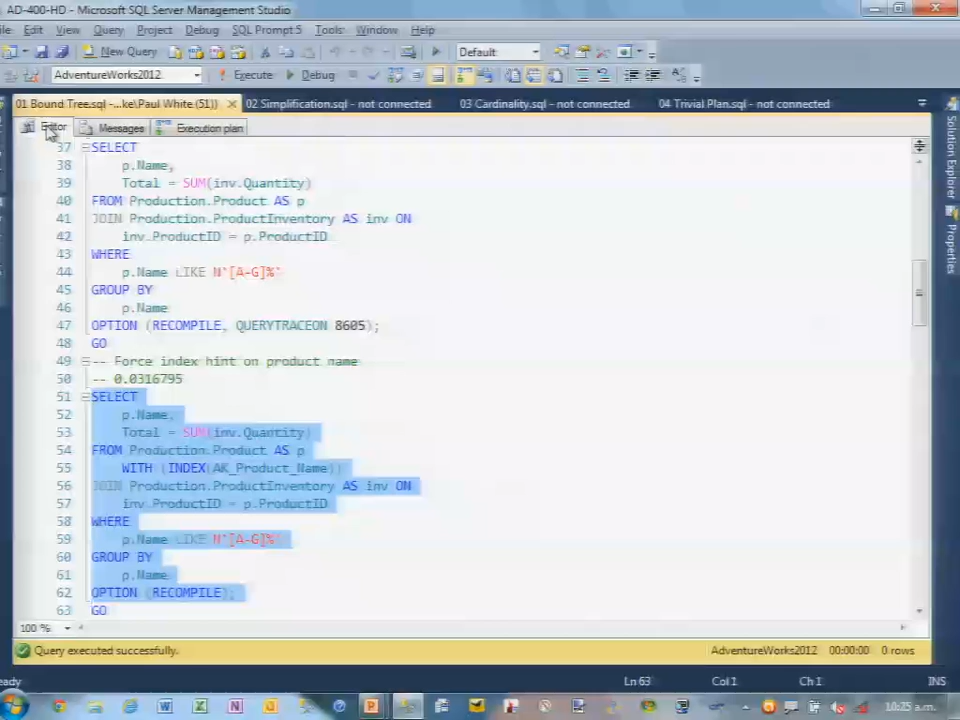 AD-400-HD - Microsoft SQL Server Management Studio
ile Edit View Query Project Debug SQL Prompt 5 Tools Window Help
New Query Default
AdventureWorks2012 Execute Debug
01 Bound Tree.sql -...ke\Paul White (51)) 02 Simplification.sql - not connected 03 Cardinality.sql - not connected 04 Trivial Plan.sql - not connected
Editor Messages Execution plan
37 SELECT
38 p.Name,
39 Total = SUM(inv.Quantity)
40 FROM Production.Product AS p
41 JOIN Production.ProductInventory AS inv ON
42 inv.ProductID = p.ProductID
43 WHERE
44 p.Name LIKE N'[A-G]%'
45 GROUP BY
46 p.Name
47 OPTION (RECOMPILE, QUERYTRACEON 8605);
48 GO
49 -- Force index hint on product name
50 -- 0.0316795
51 SELECT
52 p.Name,
53 Total = SUM(inv.Quantity)
54 FROM Production.Product AS p
55 WITH (INDEX(AK_Product_Name))
56 JOIN Production.ProductInventory AS inv ON
57 inv.ProductID = p.ProductID
58 WHERE
59 p.Name LIKE N'[A-G]%'
60 GROUP BY
61 p.Name
62 OPTION (RECOMPILE);
63 GO
100 %
Query executed successfully. AdventureWorks2012 00:00:00 0 rows
eady Ln 63 Col 1 Ch 1 INS
10:25 a.m.
Solution Explorer
Properties